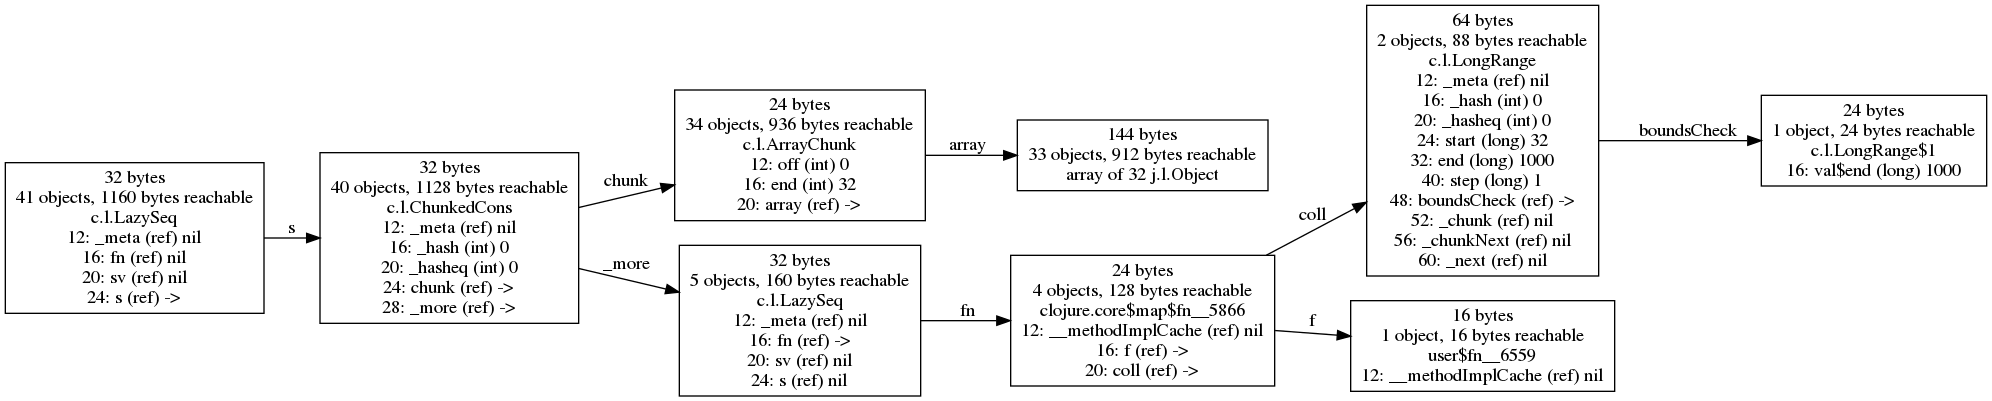 32 bytes
41 objects, 1160 bytes reachable
c.l.LazySeq
12: _meta (ref) nil
16: fn (ref) nil
20: sv (ref) nil
24: s (ref) ->
s
32 bytes
40 objects, 1128 bytes reachable
c.l.ChunkedCons
12: _meta (ref) nil
16: _hash (int) 0
20: _hasheq (int) 0
24: chunk (ref) ->
28: _more (ref) ->
chunk
24 bytes
34 objects, 936 bytes reachable
c.l.ArrayChunk
12: off (int) 0
16: end (int) 32
20: array (ref) ->
array
144 bytes
33 objects, 912 bytes reachable
array of 32 j.l.Object
_more
32 bytes
5 objects, 160 bytes reachable
c.l.LazySeq
12: _meta (ref) nil
16: fn (ref) ->
20: sv (ref) nil
24: s (ref) nil
fn
24 bytes
4 objects, 128 bytes reachable
clojure.core$map$fn__5866
12: __methodImplCache (ref) nil
16: f (ref) ->
20: coll (ref) ->
coll
64 bytes
2 objects, 88 bytes reachable
c.l.LongRange
12: _meta (ref) nil
16: _hash (int) 0
20: _hasheq (int) 0
24: start (long) 32
32: end (long) 1000
40: step (long) 1
48: boundsCheck (ref) ->
52: _chunk (ref) nil
56: _chunkNext (ref) nil
60: _next (ref) nil
boundsCheck
24 bytes
1 object, 24 bytes reachable
c.l.LongRange$1
16: val$end (long) 1000
f
16 bytes
1 object, 16 bytes reachable
user$fn__6559
12: __methodImplCache (ref) nil